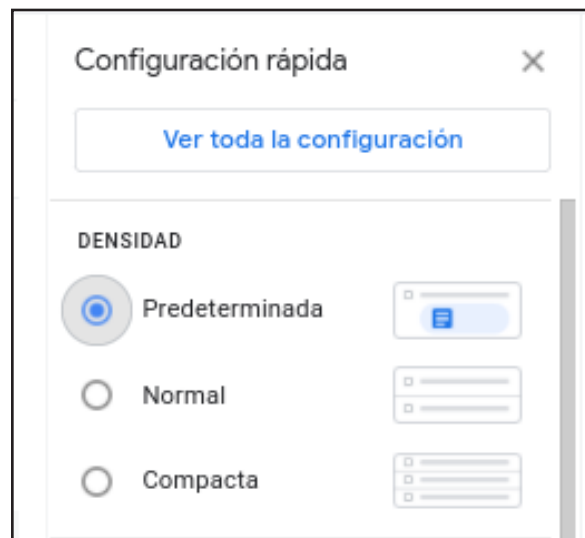 Configuración rápida
Ver toda la configuración
DENSIDAD
Predeterminada
Normal
Compacta